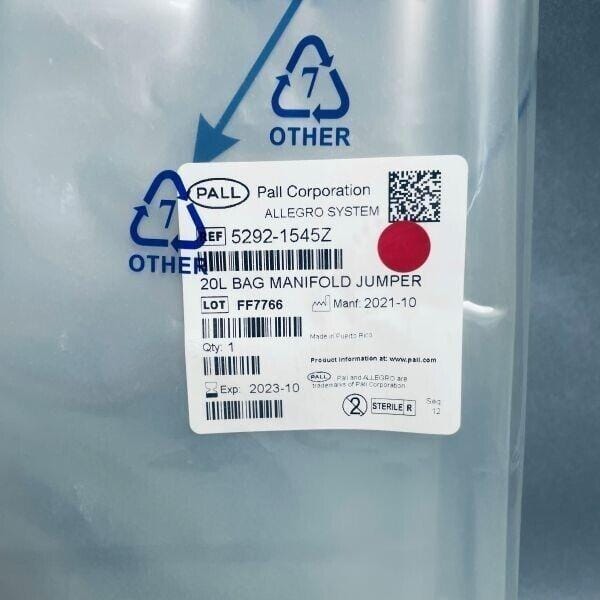 7
OTHER
7
OTHER
PALL Pall Corporation
ALLEGRO SYSTEM
REF 5292-1545Z
20L BAG MANIFOLD JUMPER
LOT FF7766 Manf: 2021-10
Made in Puerto Rico
Qty: 1
Product information at: www.pall.com
PALL Pall and ALLEGRO are
trademarks of Pall Corporation
Exp: 2023-10
2 STERILE R Seq
12